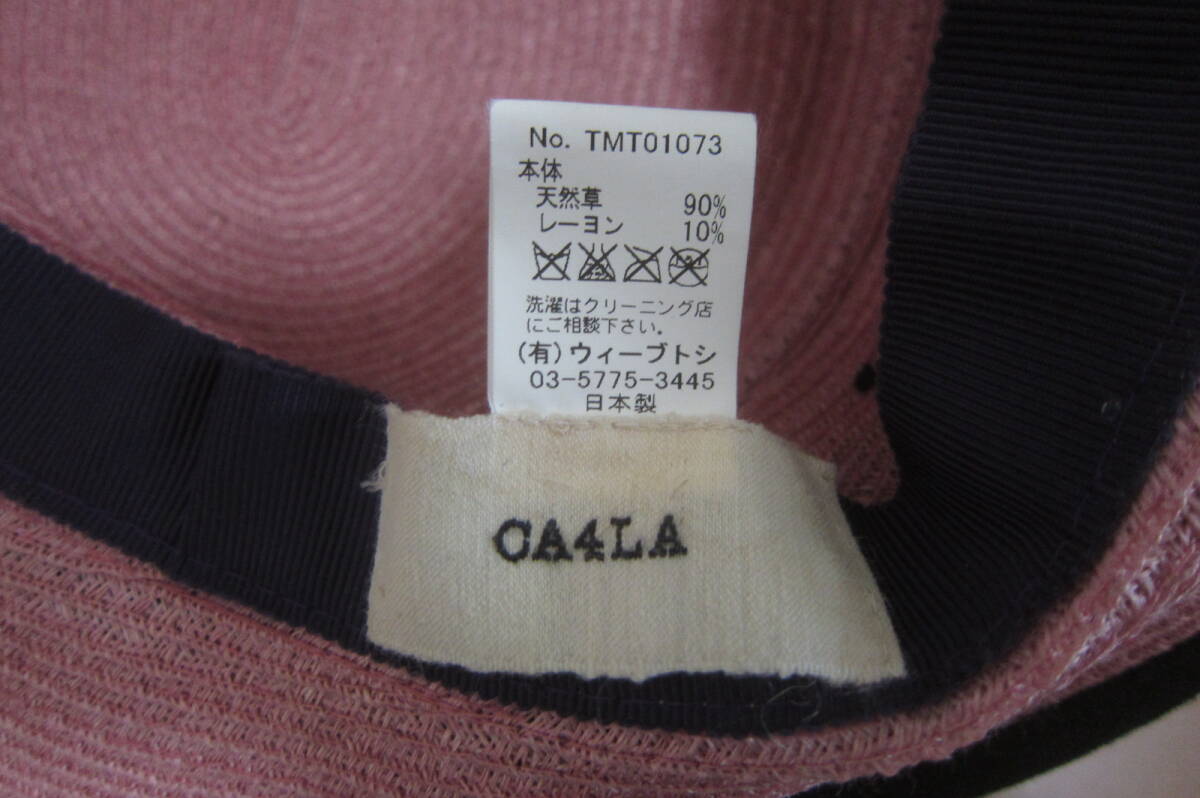 No. TMT01073
本体
天然草 90%
レーヨン 10%
洗濯はクリーニング店
にご相談下さい。
(有)ウィーブトシ
03-5775-3445
日本製
CA4LA